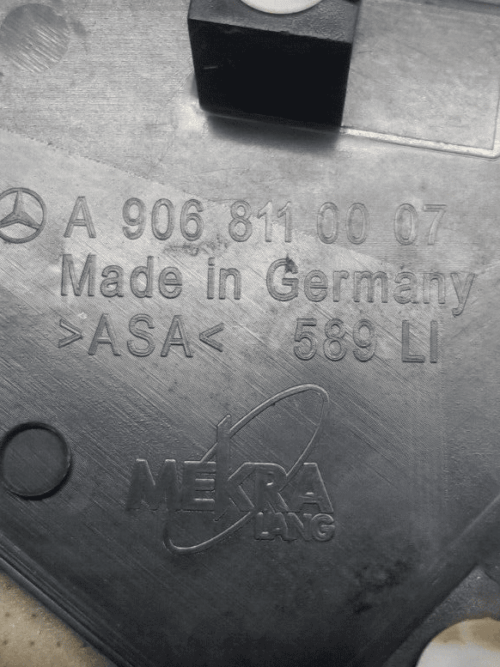 A 906 811 00 07
Made in Germany
>ASA< 589 LI
MEKRA
LANG